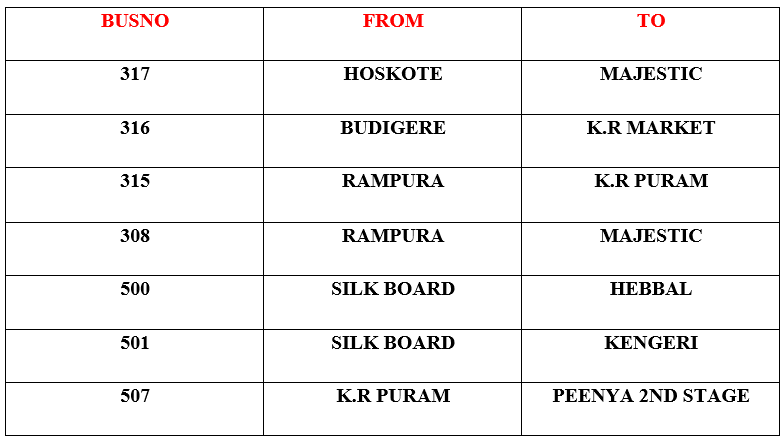 BUSNO FROM TO
317 HOSKOTE MAJESTIC
316 BUDIGERE K.R MARKET
315 RAMPURA K.R PURAM
308 RAMPURA MAJESTIC
500 SILK BOARD HEBBAL
501 SILK BOARD KENGERI
507 K.R PURAM PEENYA 2ND STAGE